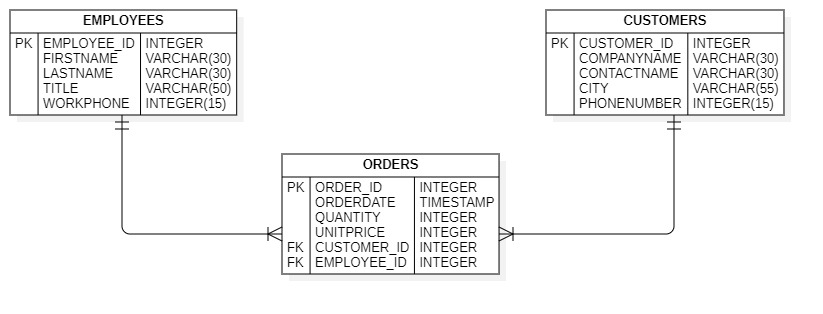 EMPLOYEES
PK EMPLOYEE_ID INTEGER
FIRSTNAME VARCHAR(30)
LASTNAME VARCHAR(30)
TITLE VARCHAR(50)
WORKPHONE INTEGER(15)
CUSTOMERS
PK CUSTOMER_ID INTEGER
COMPANYNAME VARCHAR(30)
CONTACTNAME VARCHAR(30)
CITY VARCHAR(55)
PHONENUMBER INTEGER(15)
ORDERS
PK ORDER_ID INTEGER
ORDERDATE TIMESTAMP
QUANTITY INTEGER
UNITPRICE INTEGER
FK CUSTOMER_ID INTEGER
FK EMPLOYEE_ID INTEGER